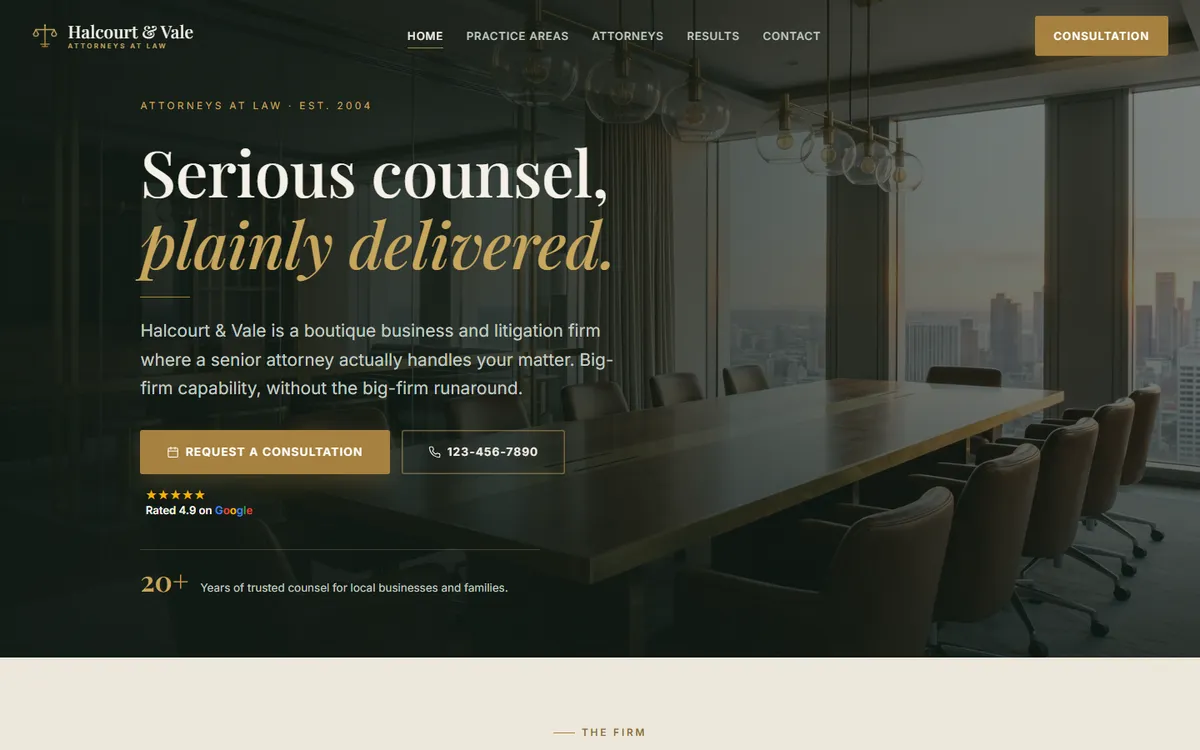 Halcourt & Vale
ATTORNEYS AT LAW
HOME
PRACTICE AREAS
ATTORNEYS
RESULTS
CONTACT
CONSULTATION
ATTORNEYS AT LAW · EST. 2004
Serious counsel,
plainly delivered.
Halcourt & Vale is a boutique business and litigation firm
where a senior attorney actually handles your matter. Big-
firm capability, without the big-firm runaround.
REQUEST A CONSULTATION
123-456-7890
★★★★★
Rated 4.9 on Google
20+
Years of trusted counsel for local businesses and families.
THE FIRM